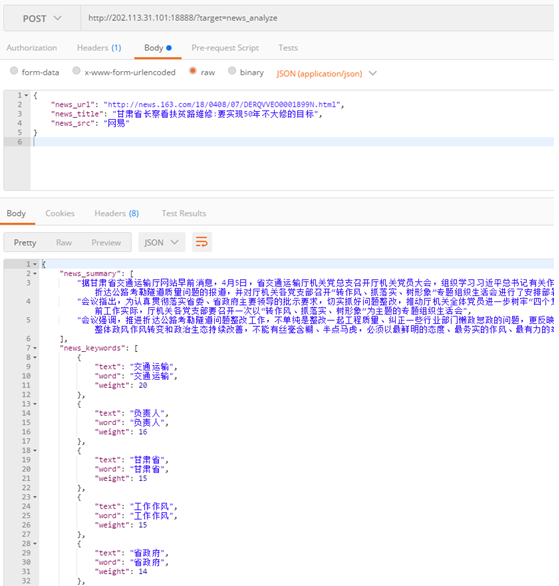 POST
http://202.113.31.101:18888/?target=news_analyze
Authorization Headers (1) Body Pre-request Script Tests
form-data x-www-form-urlencoded raw binary JSON (application/json)
1 {
2 "news_url": "http://news.163.com/18/0408/07/DERQVVEO0001899N.html",
3 "news_title": "甘肃省长察看扶贫路维修:要实现50年不大修的目标",
4 "news_src": "网易"
5 }
6
Body Cookies Headers (8) Test Results
Pretty Raw Preview JSON
1 {
2 "news_summary": [
3 "据甘肃省交通运输厅网站早前消息，4月5日，省交通运输厅机关党总支召开厅机关党员大会，组织学习习近平总书记有关作
折达公路考勒隧道质量问题的报道，并对厅机关各党支部召开"转作风、抓落实、树形象"专题组织生活会进行了安排部署
4 "会议指出，为认真贯彻落实省委、省政府主要领导的批示要求，切实抓好问题整改，推动厅机关全体党员进一步树牢"四个意
前工作实际，厅机关各党支部要召开一次以"转作风、抓落实、树形象"为主题的专题组织生活会",
5 "会议强调，推进折达公路考勒隧道问题整改工作，不单纯是整改一起工程质量、纠正一些行业部门懒政怠政的问题，更反映
整体政风作风转变和政治生态持续改善，不能有丝毫含糊、半点马虎，必须以最鲜明的态度、最务实的作风、最有力的
6 ],
7 "news_keywords": [
8 {
9 "text": "交通运输",
10 "word": "交通运输",
11 "weight": 20
12 },
13 {
14 "text": "负责人",
15 "word": "负责人",
16 "weight": 16
17 },
18 {
19 "text": "甘肃省",
20 "word": "甘肃省",
21 "weight": 15
22 },
23 {
24 "text": "工作作风",
25 "word": "工作作风",
26 "weight": 15
27 },
28 {
29 "text": "省政府",
30 "word": "省政府",
31 "weight": 14
32 },